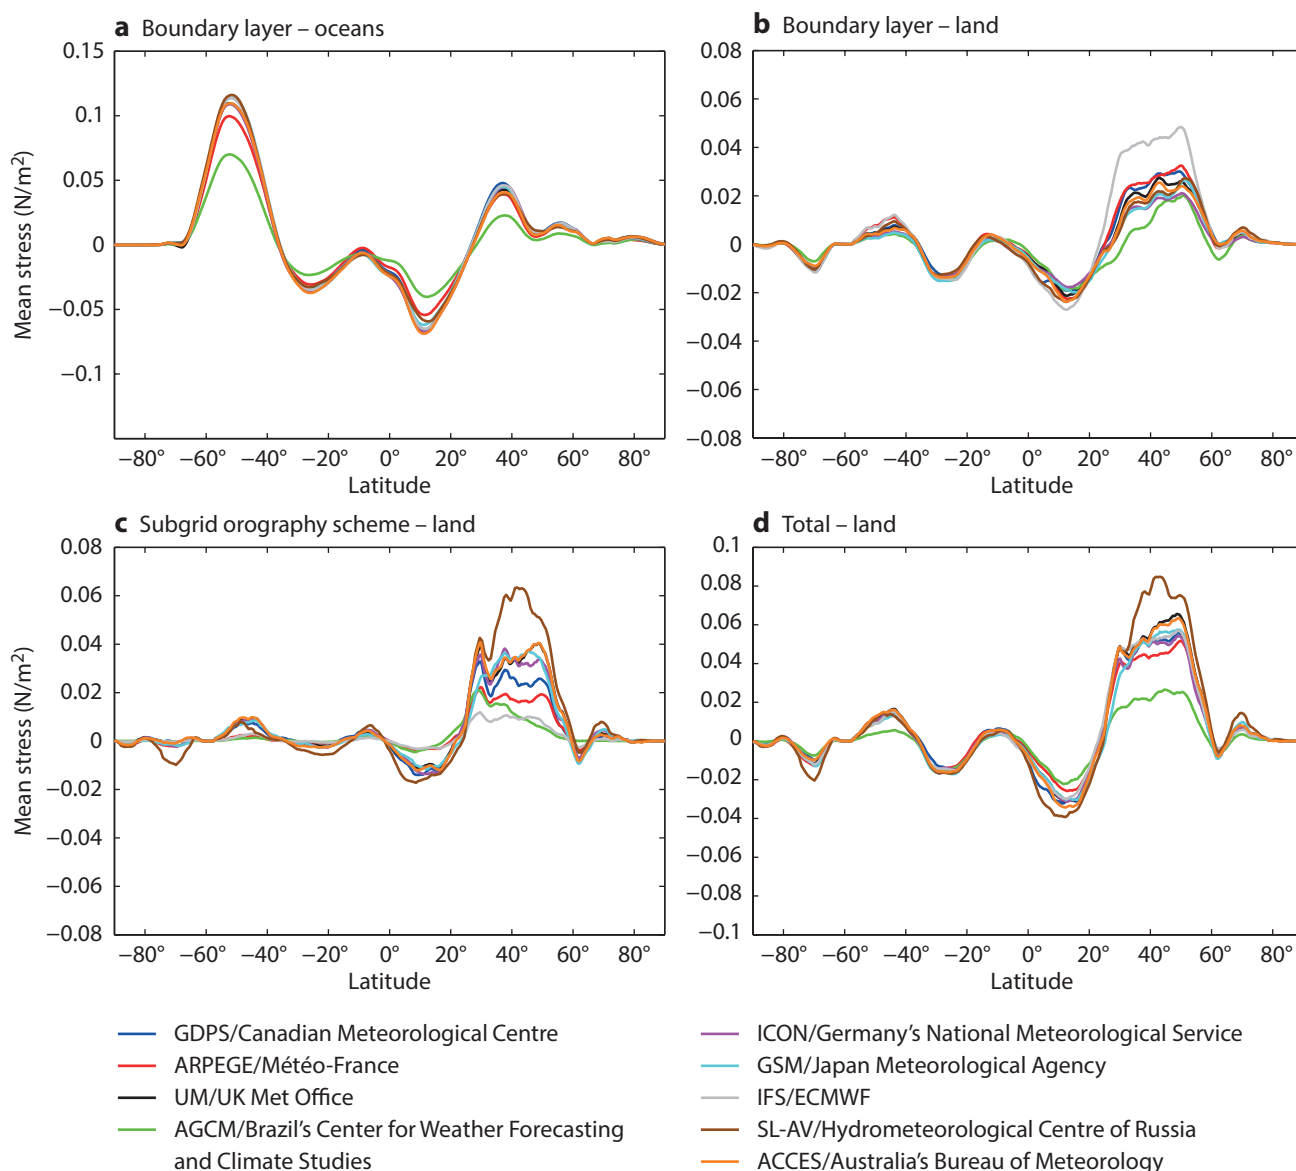 a Boundary layer – oceans
0.15
0.1
0.05
0
−0.05
−0.1
Mean stress (N/m²)
−80° −60° −40° −20° 0° 20° 40° 60° 80°
Latitude
b Boundary layer – land
0.08
0.06
0.04
0.02
0
−0.02
−0.04
−0.06
−0.08
−80° −60° −40° −20° 0° 20° 40° 60° 80°
Latitude
c Subgrid orography scheme – land
0.08
0.06
0.04
0.02
0
−0.02
−0.04
−0.06
−0.08
Mean stress (N/m²)
−80° −60° −40° −20° 0° 20° 40° 60° 80°
Latitude
d Total – land
0.1
0.08
0.06
0.04
0.02
0
−0.02
−0.04
−0.06
−0.08
−0.1
−80° −60° −40° −20° 0° 20° 40° 60° 80°
Latitude
GDPS/Canadian Meteorological Centre
ARPEGE/Météo-France
UM/UK Met Office
AGCM/Brazil's Center for Weather Forecasting
and Climate Studies
ICON/Germany's National Meteorological Service
GSM/Japan Meteorological Agency
IFS/ECMWF
SL-AV/Hydrometeorological Centre of Russia
ACCES/Australia's Bureau of Meteorology